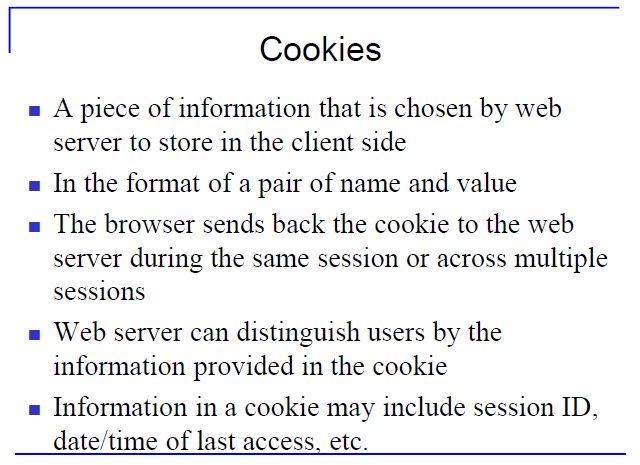 Cookies
A piece of information that is chosen by web
server to store in the client side
In the format of a pair of name and value
The browser sends back the cookie to the web
server during the same session or across multiple
sessions
Web server can distinguish users by the
information provided in the cookie
Information in a cookie may include session ID,
date/time of last access, etc.